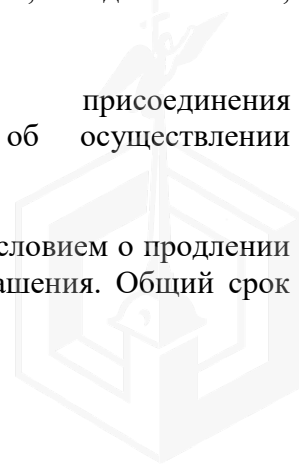 присоединения
об осуществлении
словием о продлении
ашения. Общий срок